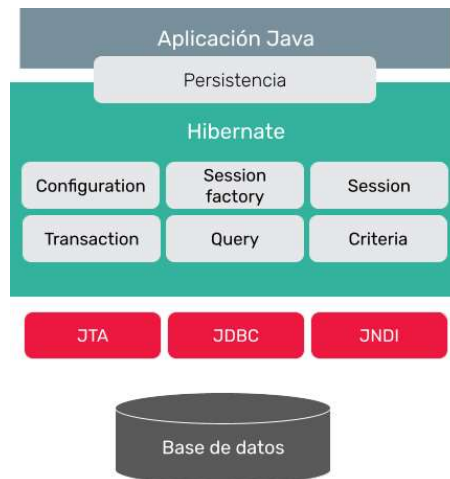 Aplicación Java
Persistencia
Hibernate
Configuration
Session
factory
Session
Transaction
Query
Criteria
JTA
JDBC
JNDI
Base de datos